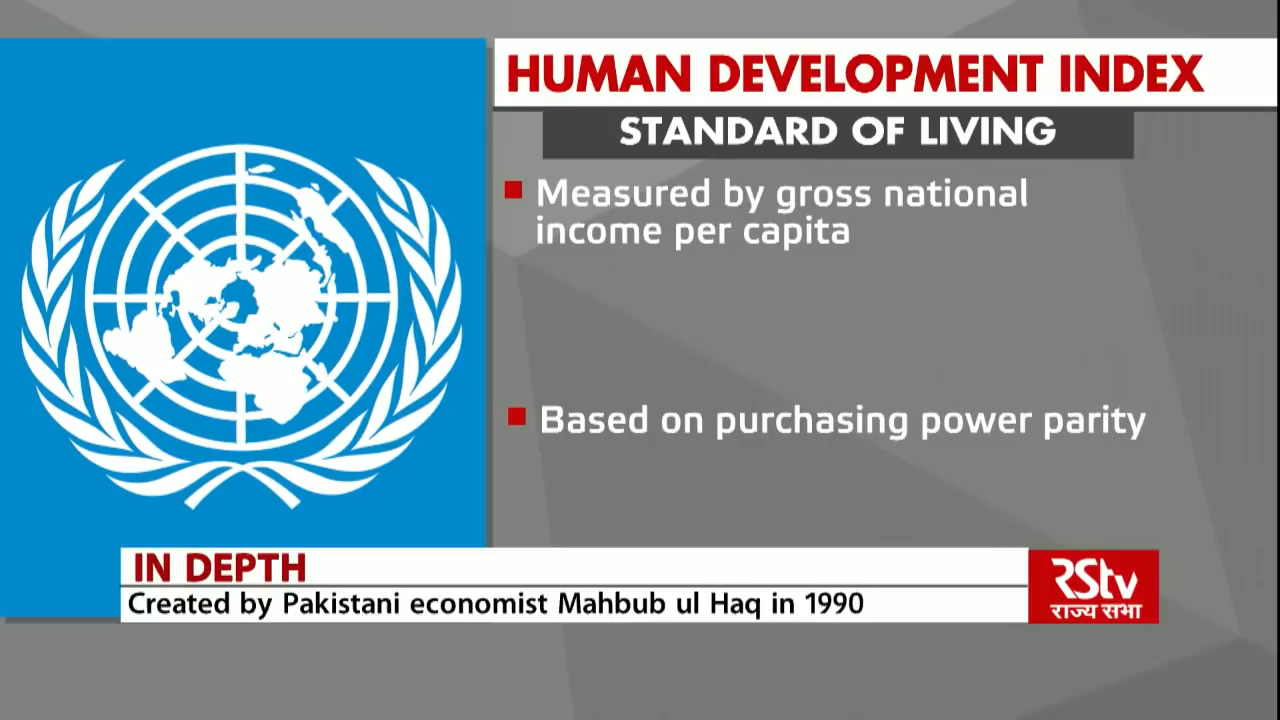 HUMAN DEVELOPMENT INDEX
STANDARD OF LIVING
Measured by gross national
income per capita
Based on purchasing power parity
IN DEPTH
Created by Pakistani economist Mahbub ul Haq in 1990
RStv
राज्य सभा